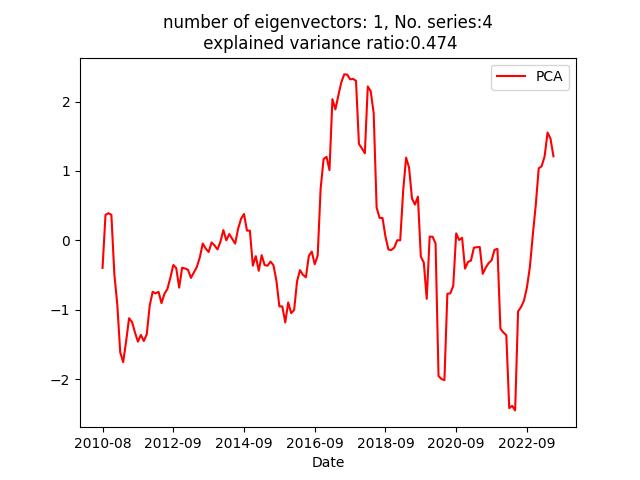 number of eigenvectors: 1, No. series:4
explained variance ratio:0.474
PCA
2
1
0
−1
−2
2010-08 2012-09 2014-09 2016-09 2018-09 2020-09 2022-09
Date